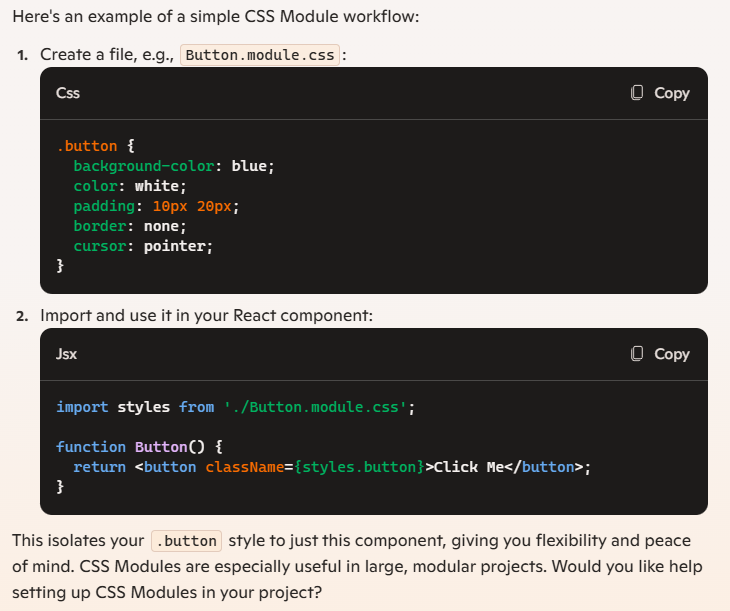 Here's an example of a simple CSS Module workflow:
1. Create a file, e.g., Button.module.css:
Css
Copy
.button {
  background-color: blue;
  color: white;
  padding: 10px 20px;
  border: none;
  cursor: pointer;
}
2. Import and use it in your React component:
Jsx
Copy
import styles from './Button.module.css';

function Button() {
  return <button className={styles.button}>Click Me</button>;
}
This isolates your .button style to just this component, giving you flexibility and peace
of mind. CSS Modules are especially useful in large, modular projects. Would you like help
setting up CSS Modules in your project?